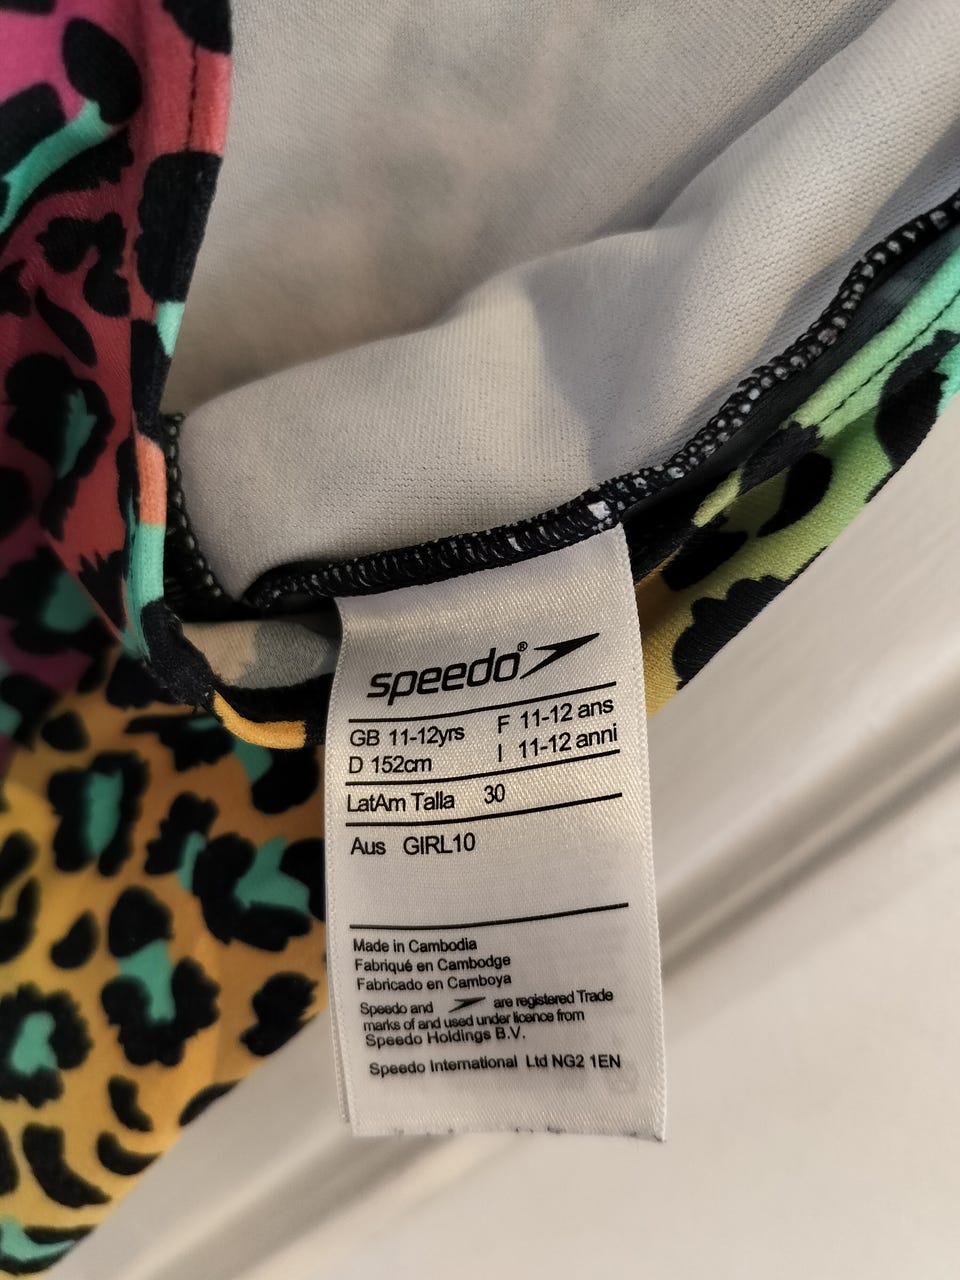 speedo®
GB 11-12yrs F 11-12 ans
D 152cm I 11-12 anni
LatAm Talla 30
Aus GIRL10
Made in Cambodia
Fabriqué en Cambodge
Fabricado en Camboya
Speedo and are registered Trade
marks of and used under licence from
Speedo Holdings B.V.
Speedo International Ltd NG2 1EN